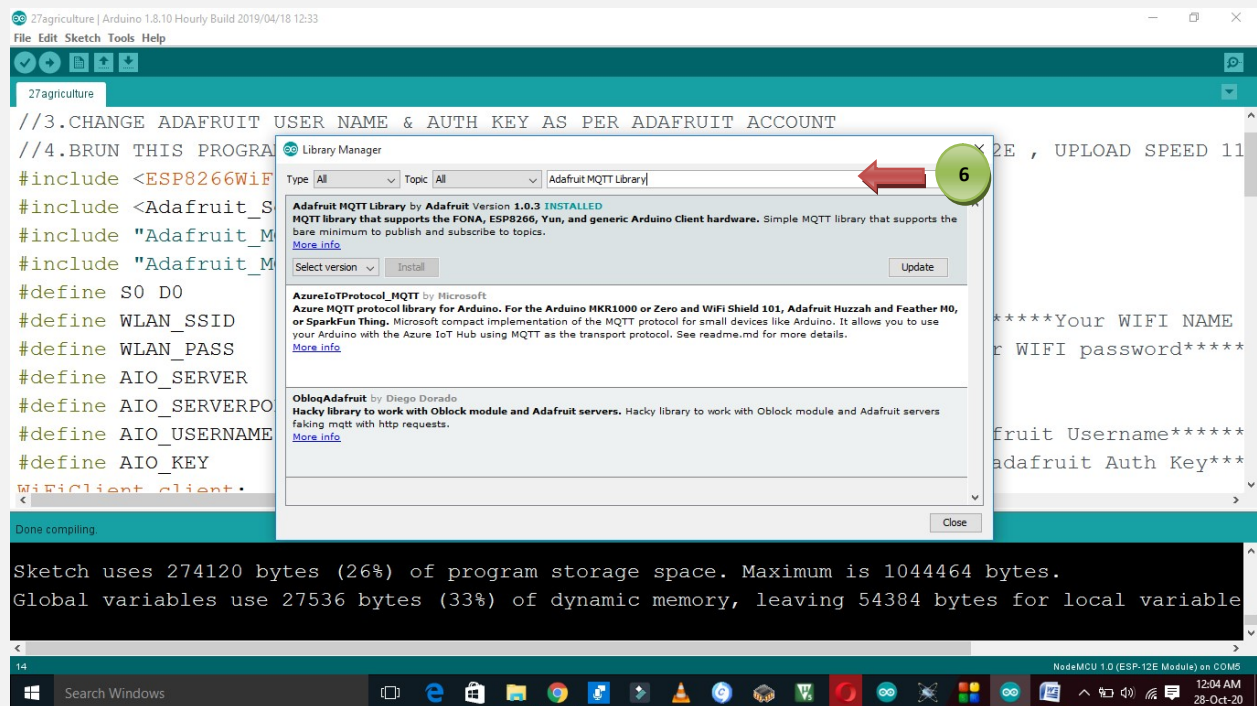 27agriculture | Arduino 1.8.10 Hourly Build 2019/04/18 12:33
File Edit Sketch Tools Help
27agriculture
//3.CHANGE ADAFRUIT USER NAME & AUTH KEY AS PER ADAFRUIT ACCOUNT
//4.BRUN THIS PROGRA
2E , UPLOAD SPEED 11
#include <ESP8266WiF
#include <Adafruit_S
#include "Adafruit_M
#include "Adafruit_M
#define S0 D0
#define WLAN_SSID
*****Your WIFI NAME
#define WLAN_PASS
r WIFI password*****
#define AIO_SERVER
#define AIO_SERVERPO
#define AIO_USERNAME
fruit Username******
#define AIO_KEY
adafruit Auth Key***
WiFiClient client;
Library Manager
Type All Topic All Adafruit MQTT Library
6
Adafruit MQTT Library by Adafruit Version 1.0.3 INSTALLED
MQTT library that supports the FONA, ESP8266, Yun, and generic Arduino Client hardware. Simple MQTT library that supports the
bare minimum to publish and subscribe to topics.
More info
Select version Install Update
AzureIoTProtocol_MQTT by Microsoft
Azure MQTT protocol library for Arduino. For the Arduino MKR1000 or Zero and WiFi Shield 101, Adafruit Huzzah and Feather M0,
or SparkFun Thing. Microsoft compact implementation of the MQTT protocol for small devices like Arduino. It allows you to use
your Arduino with the Azure IoT Hub using MQTT as the transport protocol. See readme.md for more details.
More info
ObloqAdafruit by Diego Dorado
Hacky library to work with Oblock module and Adafruit servers. Hacky library to work with Oblock module and Adafruit servers
faking mqtt with http requests.
More info
Close
Done compiling.
Sketch uses 274120 bytes (26%) of program storage space. Maximum is 1044464 bytes.
Global variables use 27536 bytes (33%) of dynamic memory, leaving 54384 bytes for local variable
14
NodeMCU 1.0 (ESP-12E Module) on COM5
Search Windows
12:04 AM
28-Oct-20